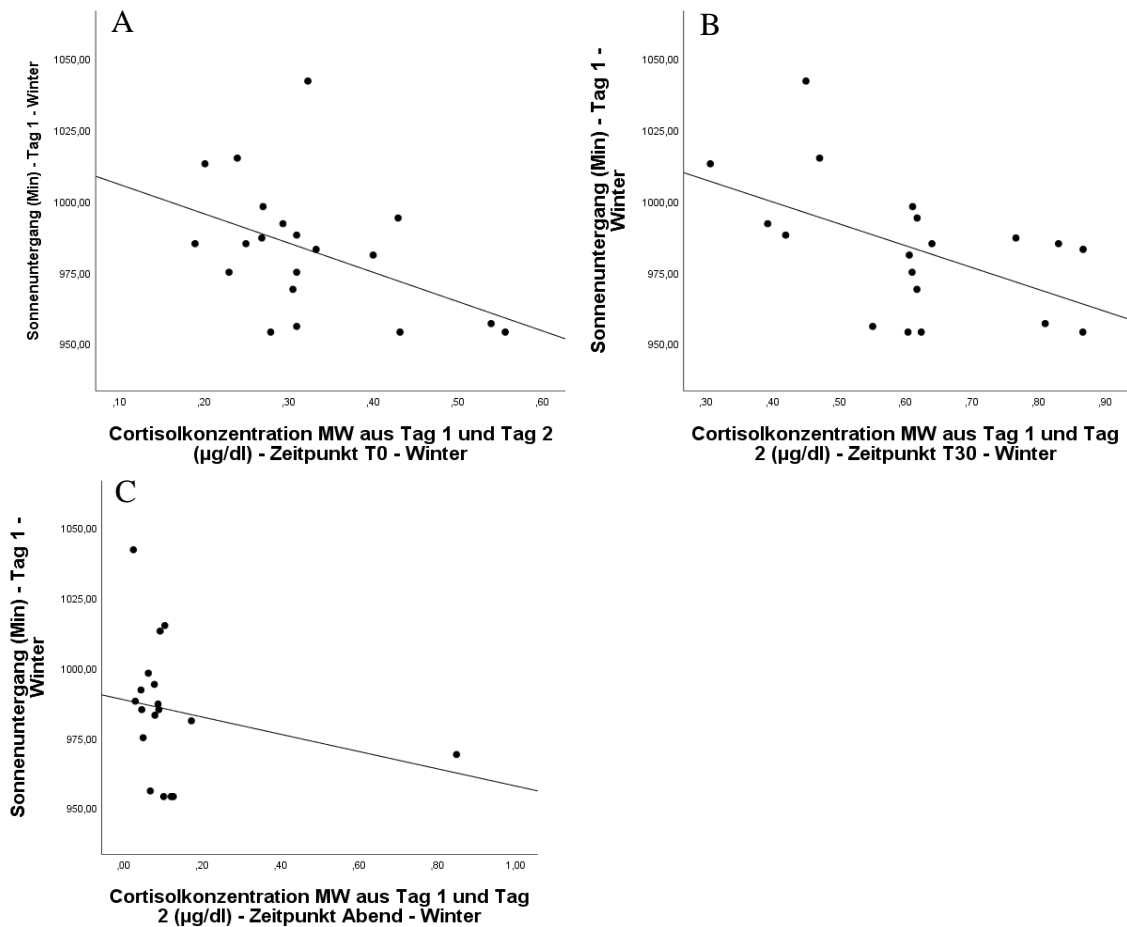 A
Sonnenuntergang (Min) - Tag 1 - Winter
1050,00
1025,00
1000,00
975,00
950,00
,10 ,20 ,30 ,40 ,50 ,60
Cortisolkonzentration MW aus Tag 1 und Tag 2
(µg/dl) - Zeitpunkt T0 - Winter
B
Sonnenuntergang (Min) - Tag 1 -
Winter
1050,00
1025,00
1000,00
975,00
950,00
,30 ,40 ,50 ,60 ,70 ,80 ,90
Cortisolkonzentration MW aus Tag 1 und Tag
2 (µg/dl) - Zeitpunkt T30 - Winter
C
Sonnenuntergang (Min) - Tag 1 -
Winter
1050,00
1025,00
1000,00
975,00
950,00
,00 ,20 ,40 ,60 ,80 1,00
Cortisolkonzentration MW aus Tag 1 und Tag
2 (µg/dl) - Zeitpunkt Abend - Winter